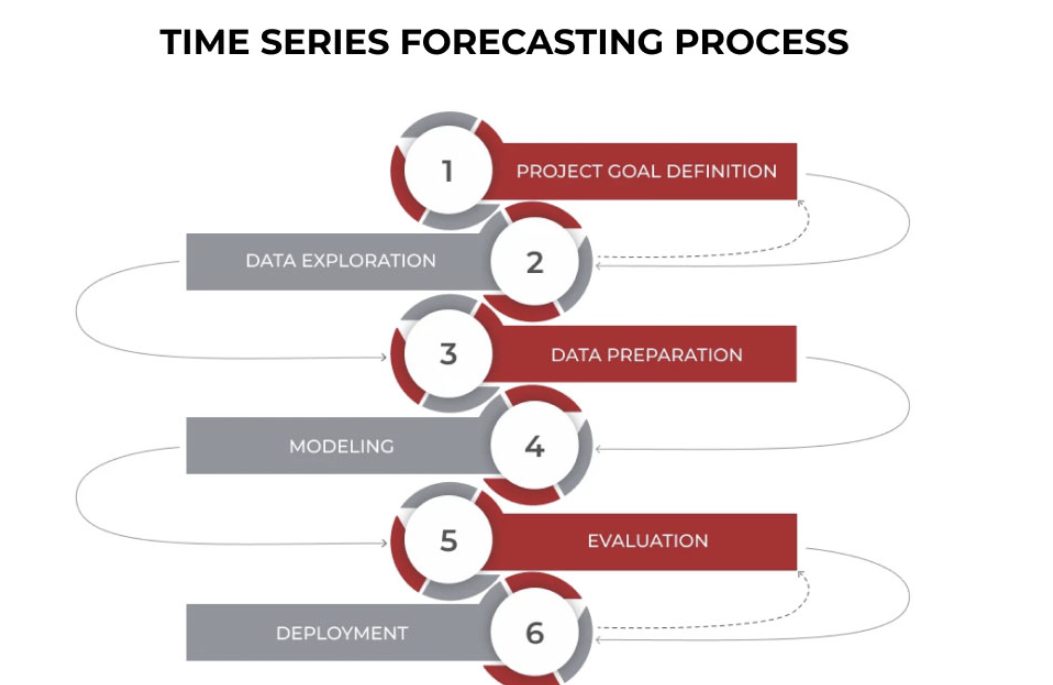 TIME SERIES FORECASTING PROCESS
1
PROJECT GOAL DEFINITION
DATA EXPLORATION
2
3
DATA PREPARATION
MODELING
4
5
EVALUATION
DEPLOYMENT
6